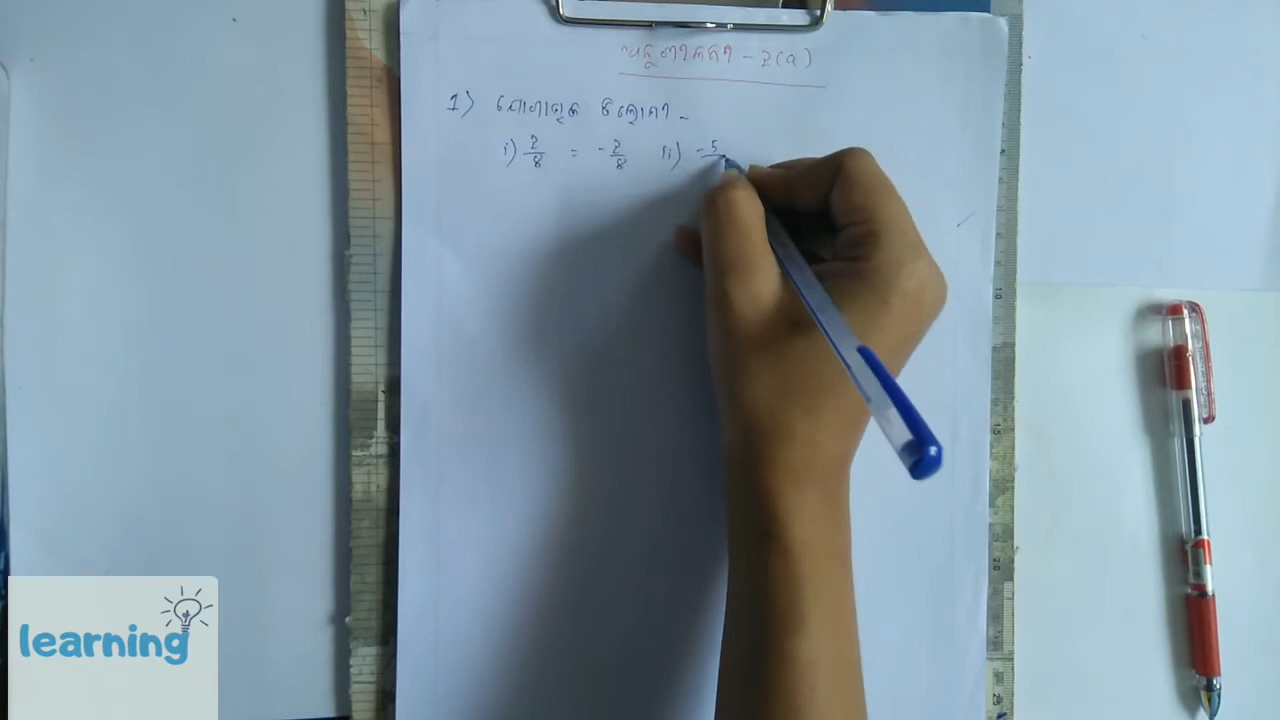 ଅନୁଶୀଳନୀ - 2(a)
1) ଯୋଗାତ୍ମକ ବିଲୋମୀ -
i) 2/8 = -2/8 ii) -5
learning